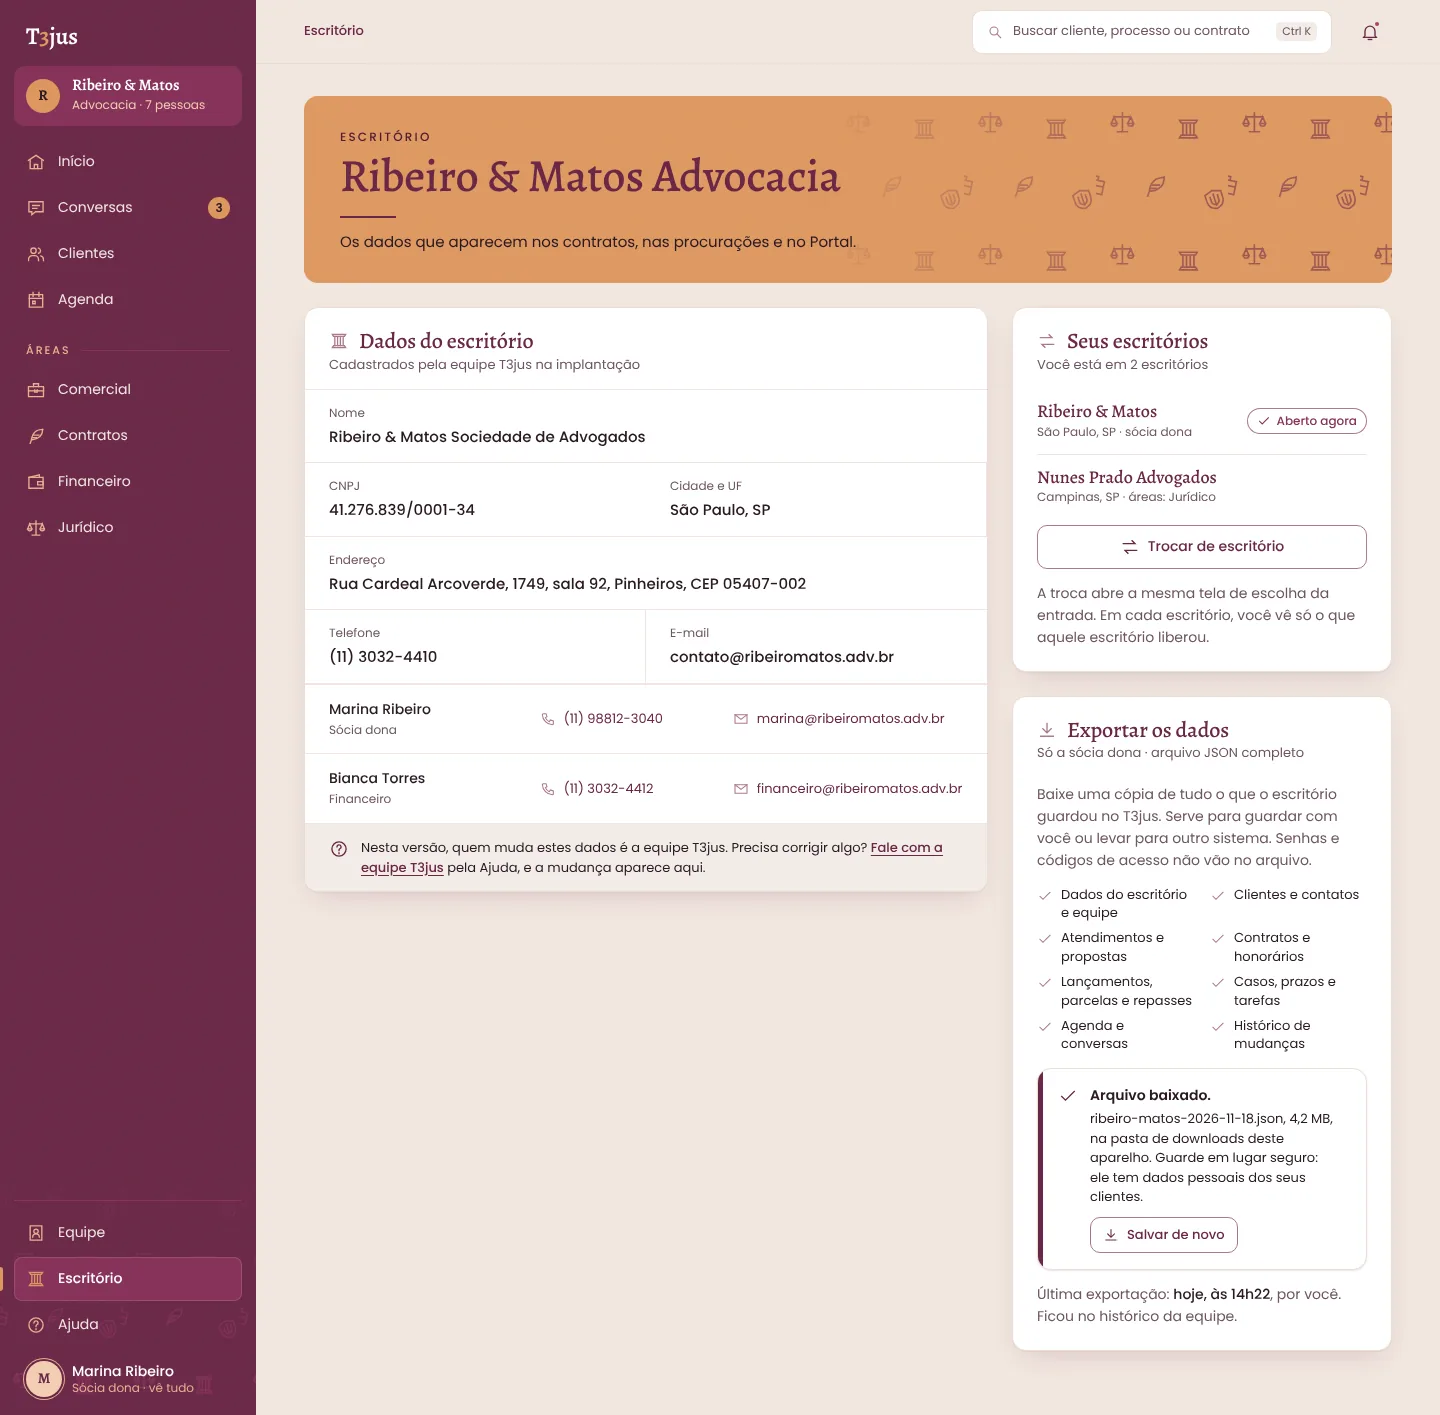 T3jus
R
Ribeiro & Matos
Advocacia · 7 pessoas
Início
Conversas
3
Clientes
Agenda
ÁREAS
Comercial
Contratos
Financeiro
Jurídico
Equipe
Escritório
Ajuda
M
Marina Ribeiro
Sócia dona · vê tudo
Escritório
Buscar cliente, processo ou contrato
Ctrl K
ESCRITÓRIO
Ribeiro & Matos Advocacia
Os dados que aparecem nos contratos, nas procurações e no Portal.
Dados do escritório
Cadastrados pela equipe T3jus na implantação
Nome
Ribeiro & Matos Sociedade de Advogados
CNPJ
41.276.839/0001-34
Cidade e UF
São Paulo, SP
Endereço
Rua Cardeal Arcoverde, 1749, sala 92, Pinheiros, CEP 05407-002
Telefone
(11) 3032-4410
E-mail
contato@ribeiromatos.adv.br
Marina Ribeiro
Sócia dona
(11) 98812-3040
marina@ribeiromatos.adv.br
Bianca Torres
Financeiro
(11) 3032-4412
financeiro@ribeiromatos.adv.br
Nesta versão, quem muda estes dados é a equipe T3jus. Precisa corrigir algo? Fale com a
equipe T3jus pela Ajuda, e a mudança aparece aqui.
Seus escritórios
Você está em 2 escritórios
Ribeiro & Matos
São Paulo, SP · sócia dona
Aberto agora
Nunes Prado Advogados
Campinas, SP · áreas: Jurídico
Trocar de escritório
A troca abre a mesma tela de escolha da
entrada. Em cada escritório, você vê só o que
aquele escritório liberou.
Exportar os dados
Só a sócia dona · arquivo JSON completo
Baixe uma cópia de tudo o que o escritório
guardou no T3jus. Serve para guardar com
você ou levar para outro sistema. Senhas e
códigos de acesso não vão no arquivo.
Dados do escritório
e equipe
Clientes e contatos
Atendimentos e
propostas
Contratos e
honorários
Lançamentos,
parcelas e repasses
Casos, prazos e
tarefas
Agenda e
conversas
Histórico de
mudanças
Arquivo baixado.
ribeiro-matos-2026-11-18.json, 4,2 MB,
na pasta de downloads deste
aparelho. Guarde em lugar seguro:
ele tem dados pessoais dos seus
clientes.
Salvar de novo
Última exportação: hoje, às 14h22, por você.
Ficou no histórico da equipe.